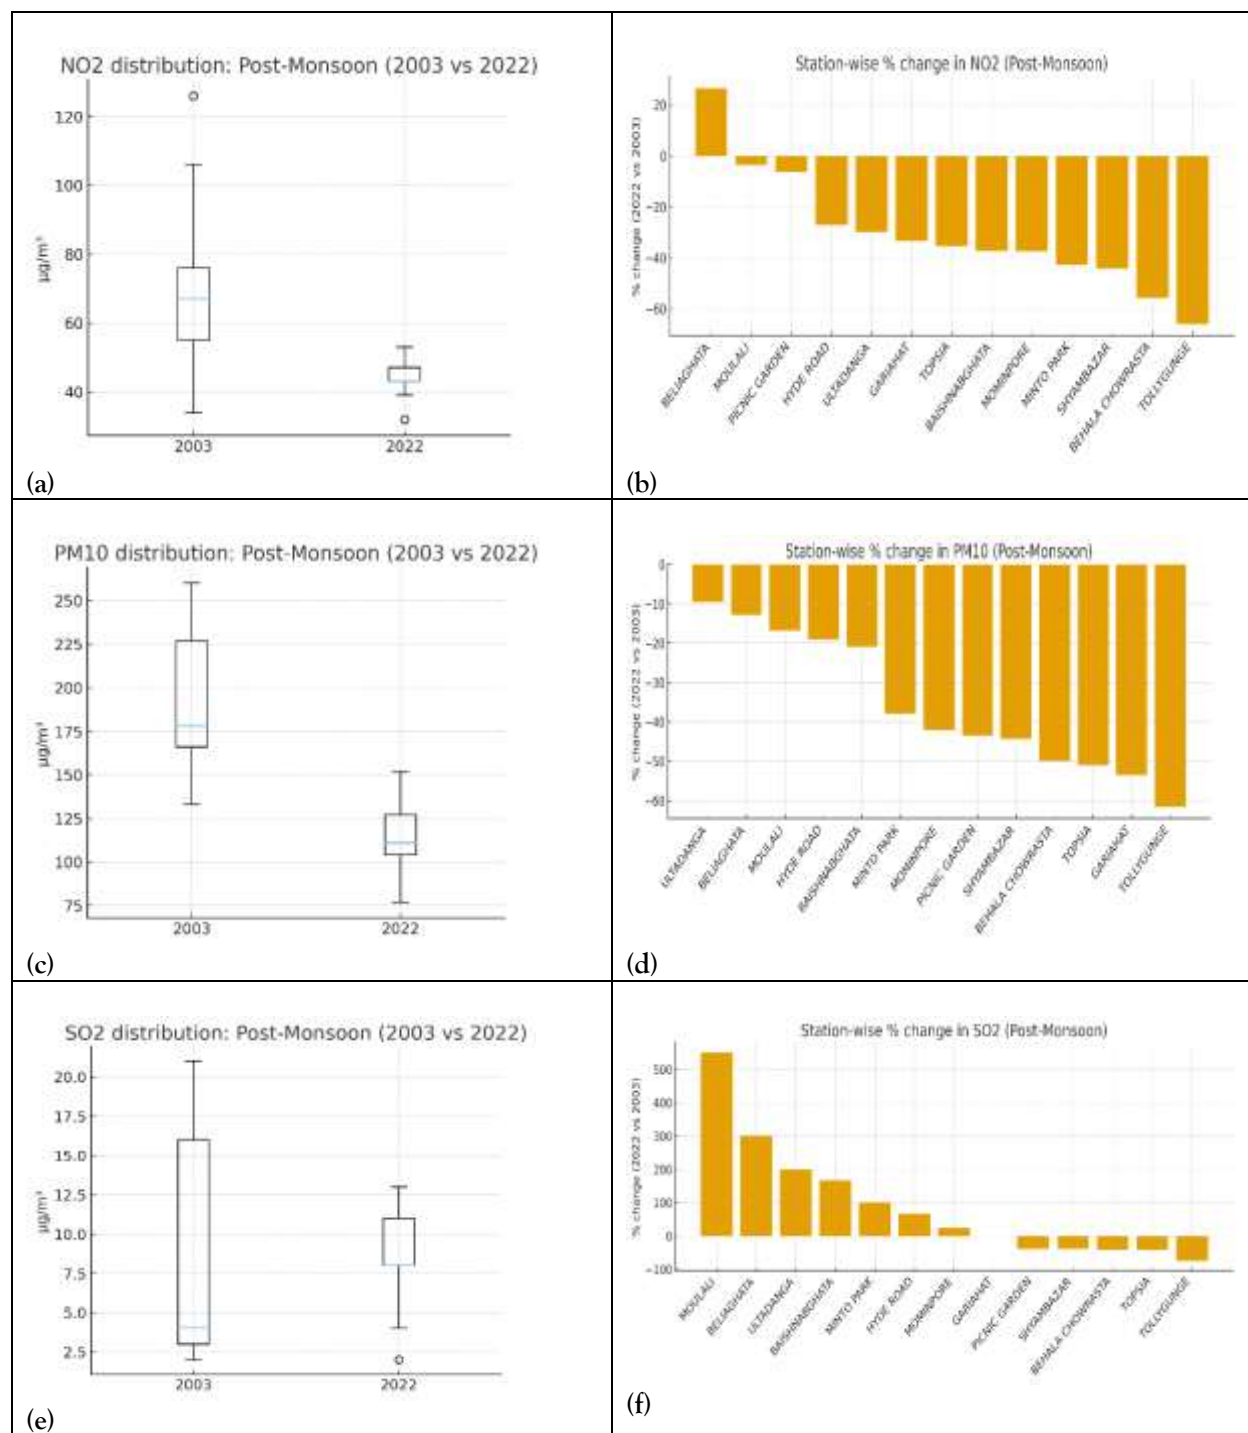 NO2 distribution: Post-Monsoon (2003 vs 2022)
120
100
80
60
40
µg/m³
2003 2022
(a)
Station-wise % change in NO2 (Post-Monsoon)
20
0
−20
−40
−60
% change (2022 vs 2003)
BELIAGHATA
MOULALI
PICNIC GARDEN
HYDE ROAD
ULTADANGA
GARIAHAT
TOPSIA
BAISHNABGHATA
MOMINPORE
MINTO PARK
SHYAMBAZAR
BEHALA CHOWRASTA
TOLLYGUNGE
(b)
PM10 distribution: Post-Monsoon (2003 vs 2022)
250
225
200
175
150
125
100
75
µg/m³
2003 2022
(c)
Station-wise % change in PM10 (Post-Monsoon)
0
−10
−20
−30
−40
−50
−60
% change (2022 vs 2003)
ULTADANGA
BELIAGHATA
MOULALI
HYDE ROAD
BAISHNABGHATA
MINTO PARK
MOMINPORE
PICNIC GARDEN
SHYAMBAZAR
BEHALA CHOWRASTA
TOPSIA
GARIAHAT
TOLLYGUNGE
(d)
SO2 distribution: Post-Monsoon (2003 vs 2022)
20.0
17.5
15.0
12.5
10.0
7.5
5.0
2.5
µg/m³
2003 2022
(e)
Station-wise % change in SO2 (Post-Monsoon)
500
400
300
200
100
0
−100
% change (2022 vs 2003)
MOULALI
BELIAGHATA
ULTADANGA
BAISHNABGHATA
MINTO PARK
HYDE ROAD
MOMINPORE
GARIAHAT
PICNIC GARDEN
SHYAMBAZAR
BEHALA CHOWRASTA
TOPSIA
TOLLYGUNGE
(f)